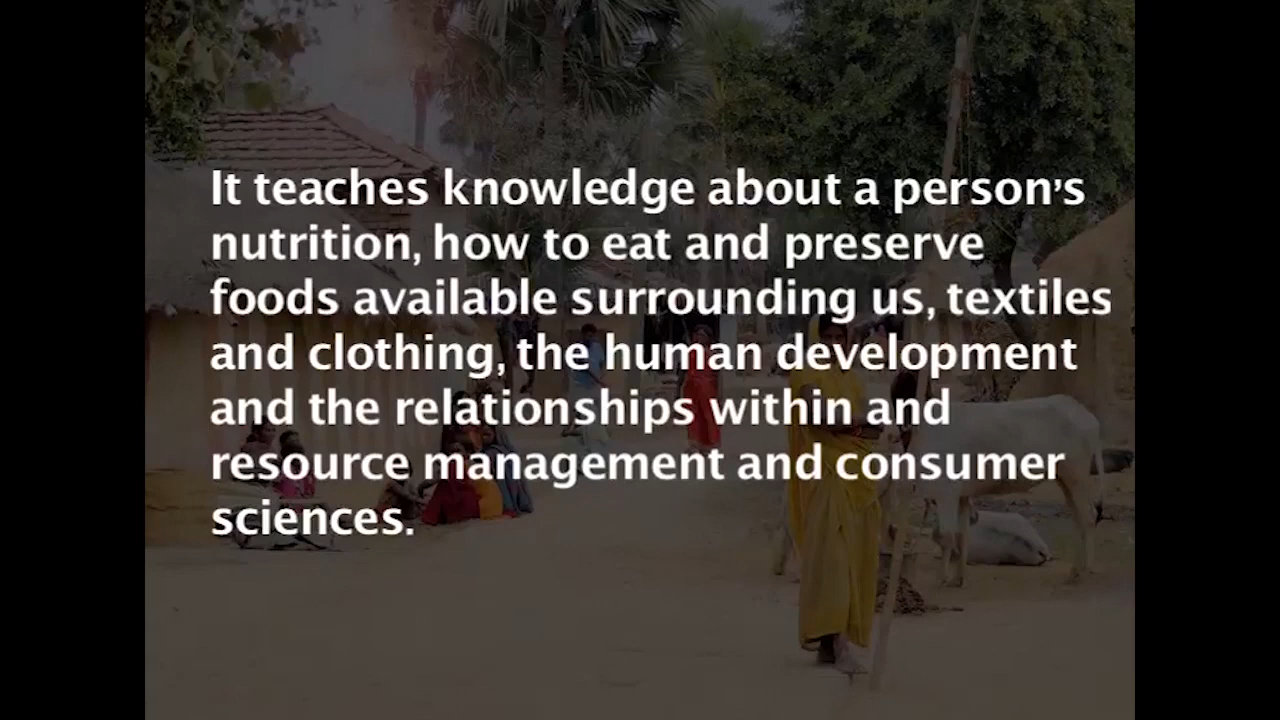 It teaches knowledge about a person's
nutrition, how to eat and preserve
foods available surrounding us, textiles
and clothing, the human development
and the relationships within and
resource management and consumer
sciences.